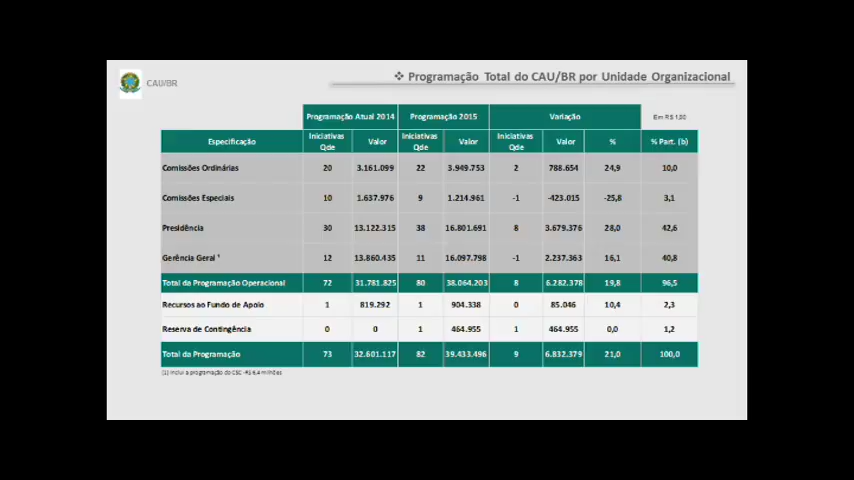 CAU/BR
❖ Programação Total do CAU/BR por Unidade Organizacional
Programação Atual 2014 Programação 2015 Variação Em R$ 1,00
Especificação Iniciativas Qde Valor Iniciativas Qde Valor Iniciativas Qde Valor % % Part. (b)
Comissões Ordinárias 20 3.161.099 22 3.949.753 2 788.654 24,9 10,0
Comissões Especiais 10 1.637.976 9 1.214.961 -1 -423.015 -25,8 3,1
Presidência 30 13.122.315 38 16.801.691 8 3.679.376 28,0 42,6
Gerência Geral ¹ 12 13.860.435 11 16.097.798 -1 2.237.363 16,1 40,8
Total da Programação Operacional 72 31.781.825 80 38.064.203 8 6.282.378 19,8 96,5
Recursos ao Fundo de Apoio 1 819.292 1 904.338 0 85.046 10,4 2,3
Reserva de Contingência 0 0 1 464.955 1 464.955 0,0 1,2
Total da Programação 73 32.601.117 82 39.433.496 9 6.832.379 21,0 100,0
(1) Inclui a programação do CSC -R$ 6,4 milhões